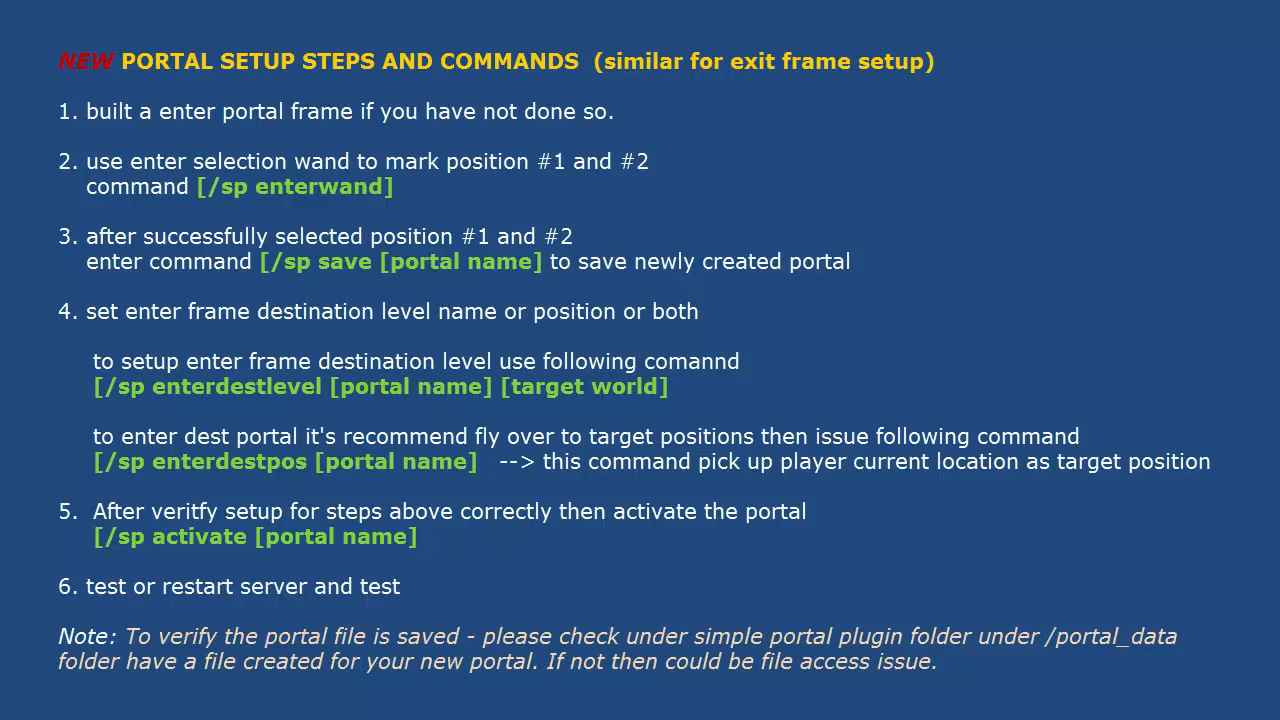 NEW PORTAL SETUP STEPS AND COMMANDS (similar for exit frame setup)
1. built a enter portal frame if you have not done so.
2. use enter selection wand to mark position #1 and #2
command [/sp enterwand]
3. after successfully selected position #1 and #2
enter command [/sp save [portal name] to save newly created portal
4. set enter frame destination level name or position or both
to setup enter frame destination level use following comannd
[/sp enterdestlevel [portal name] [target world]
to enter dest portal it's recommend fly over to target positions then issue following command
[/sp enterdestpos [portal name] --> this command pick up player current location as target position
5. After veritfy setup for steps above correctly then activate the portal
[/sp activate [portal name]
6. test or restart server and test
Note: To verify the portal file is saved - please check under simple portal plugin folder under /portal_data
folder have a file created for your new portal. If not then could be file access issue.